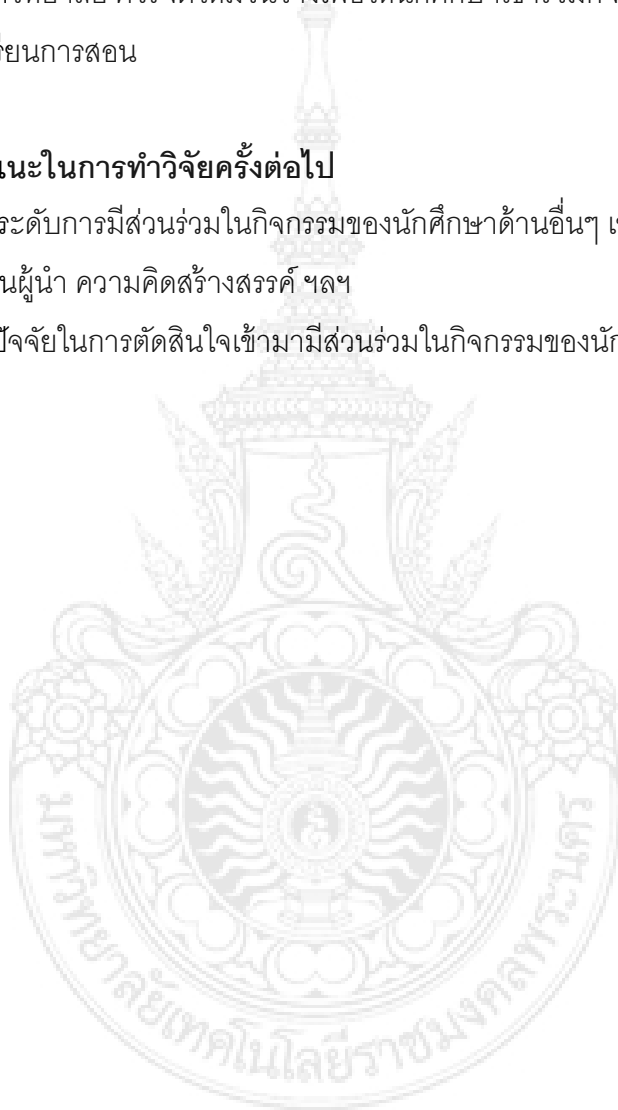 รียนการสอน
แนะในการทำวิจัยครั้งต่อไป
ระดับการมีส่วนร่วมในกิจกรรมของนักศึกษาด้านอื่นๆ
นผู้นำ ความคิดสร้างสรรค์ ฯลฯ
ปัจจัยในการตัดสินใจเข้ามามีส่วนร่วมในกิจกรรมของนัก
มหาวิทยาลัยเทคโนโลยีราชมงคลพระนคร